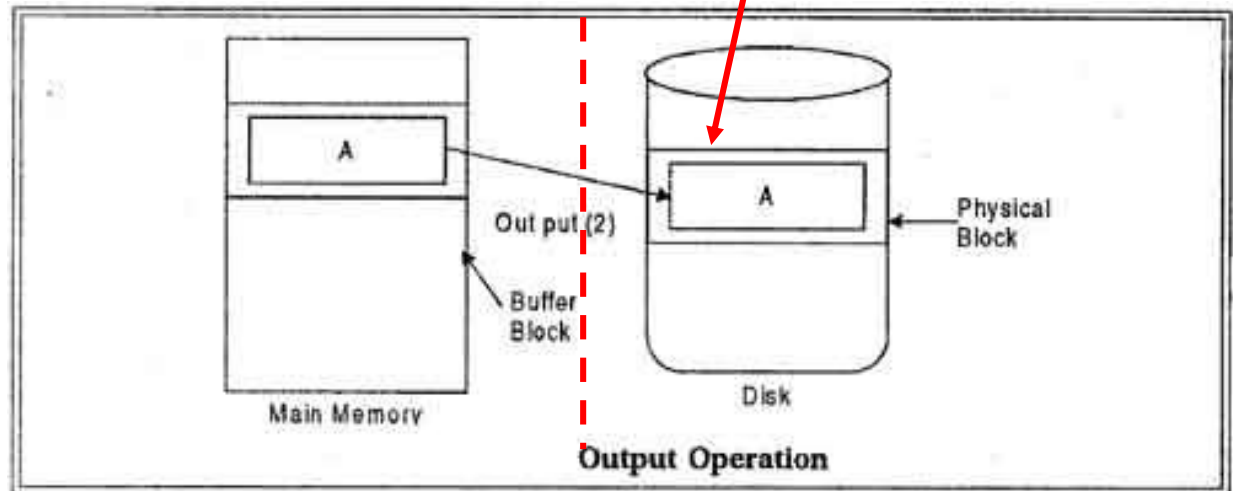 A
A
Out put (2)
Physical
Block
Buffer
Block
Main Memory
Disk
Output Operation